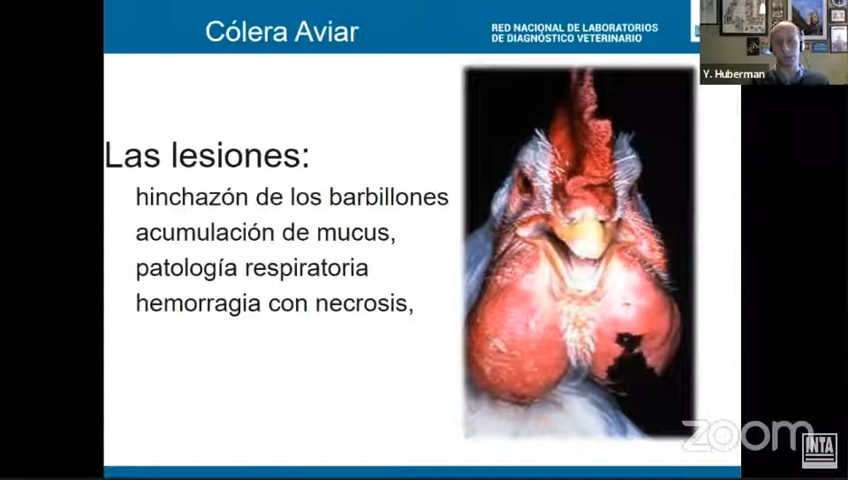 Cólera Aviar
RED NACIONAL DE LABORATORIOS
DE DIAGNÓSTICO VETERINARIO
Y. Huberman
Las lesiones:
hinchazón de los barbillones
acumulación de mucus,
patología respiratoria
hemorragia con necrosis,
zoom
INTA